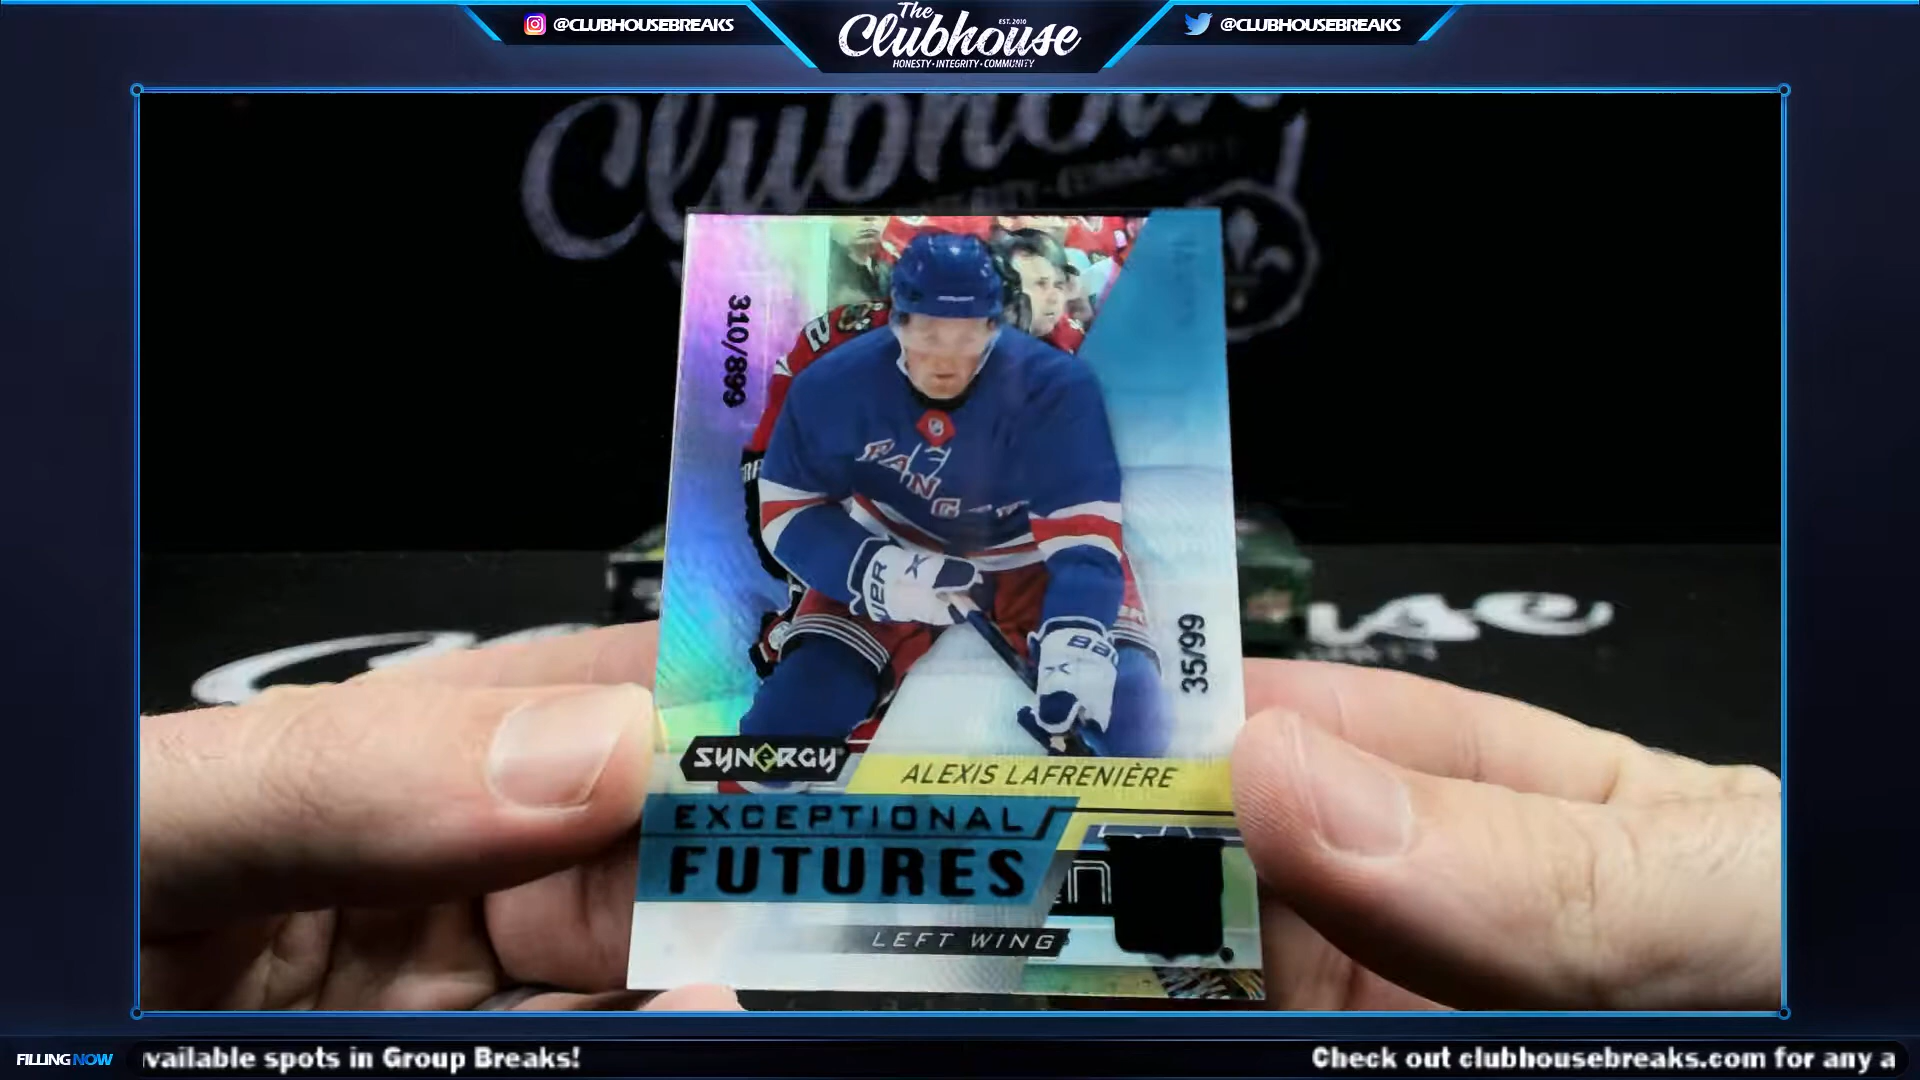 @CLUBHOUSEBREAKS
The
EST. 2010
Clubhouse
HONESTY • INTEGRITY • COMMUNITY
@CLUBHOUSEBREAKS
310/899
35/99
SYNERGY
ALEXIS LAFRENIÈRE
EXCEPTIONAL
FUTURES
LEFT WING
FILLING NOW
vailable spots in Group Breaks!
Check out clubhousebreaks.com for any a